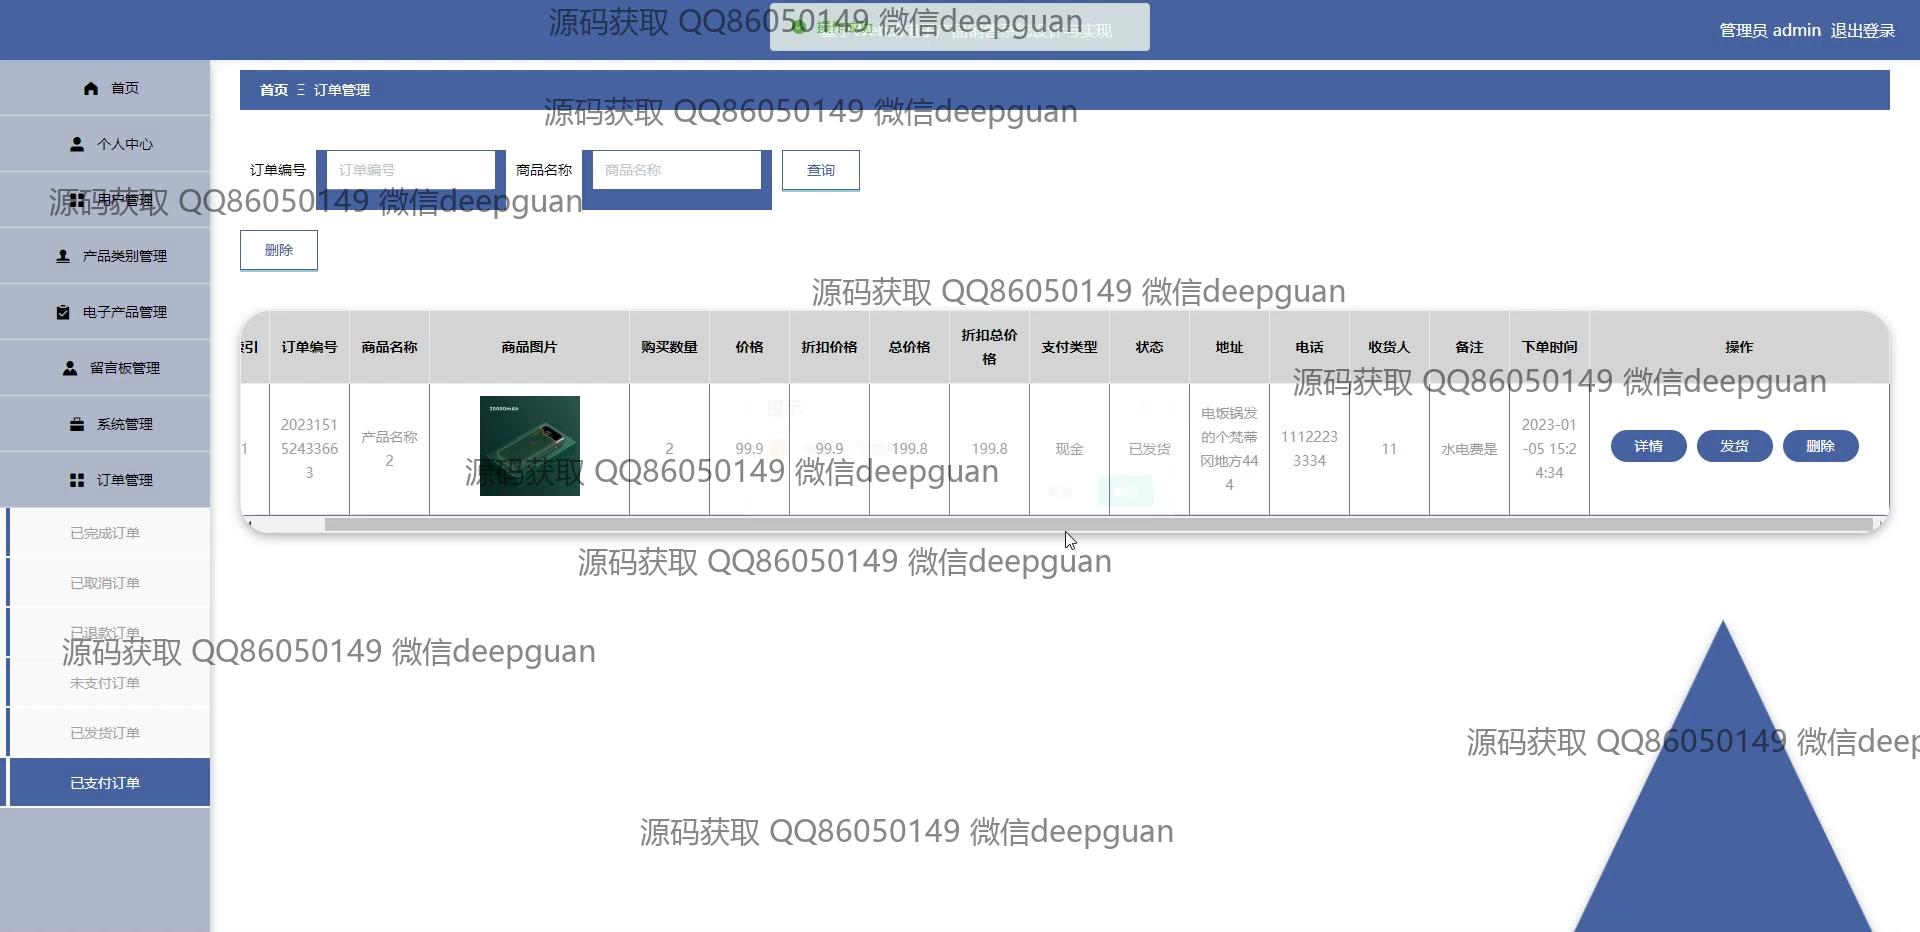 源码获取 QQ86050149 微信deepguan
管理员 admin 退出登录
首页
个人中心
用户管理
产品类别管理
电子产品管理
留言板管理
系统管理
订单管理
已完成订单
已取消订单
已退款订单
未支付订单
已发货订单
已支付订单
首页 Ξ 订单管理
源码获取 QQ86050149 微信deepguan
订单编号 订单编号 商品名称 商品名称 查询
源码获取 QQ86050149 微信deepguan
删除
源码获取 QQ86050149 微信deepguan
索引 订单编号 商品名称 商品图片 购买数量 价格 折扣价格 总价格 折扣总价格 支付类型 状态 地址 电话 收货人 备注 下单时间 操作
源码获取 QQ86050149 微信deepguan
1 202315152433663 产品名称2 20000mAh 2 99.9 99.9 199.8 199.8 现金 已发货 电饭锅发的个梵蒂冈地方444 11122233334 11 水电费是 2023-01-05 15:24:34 详情 发货 删除
提示
源码获取 QQ86050149 微信deepguan
源码获取 QQ86050149 微信deepguan
源码获取 QQ86050149 微信deepguan
源码获取 QQ86050149 微信deep
源码获取 QQ86050149 微信deepguan